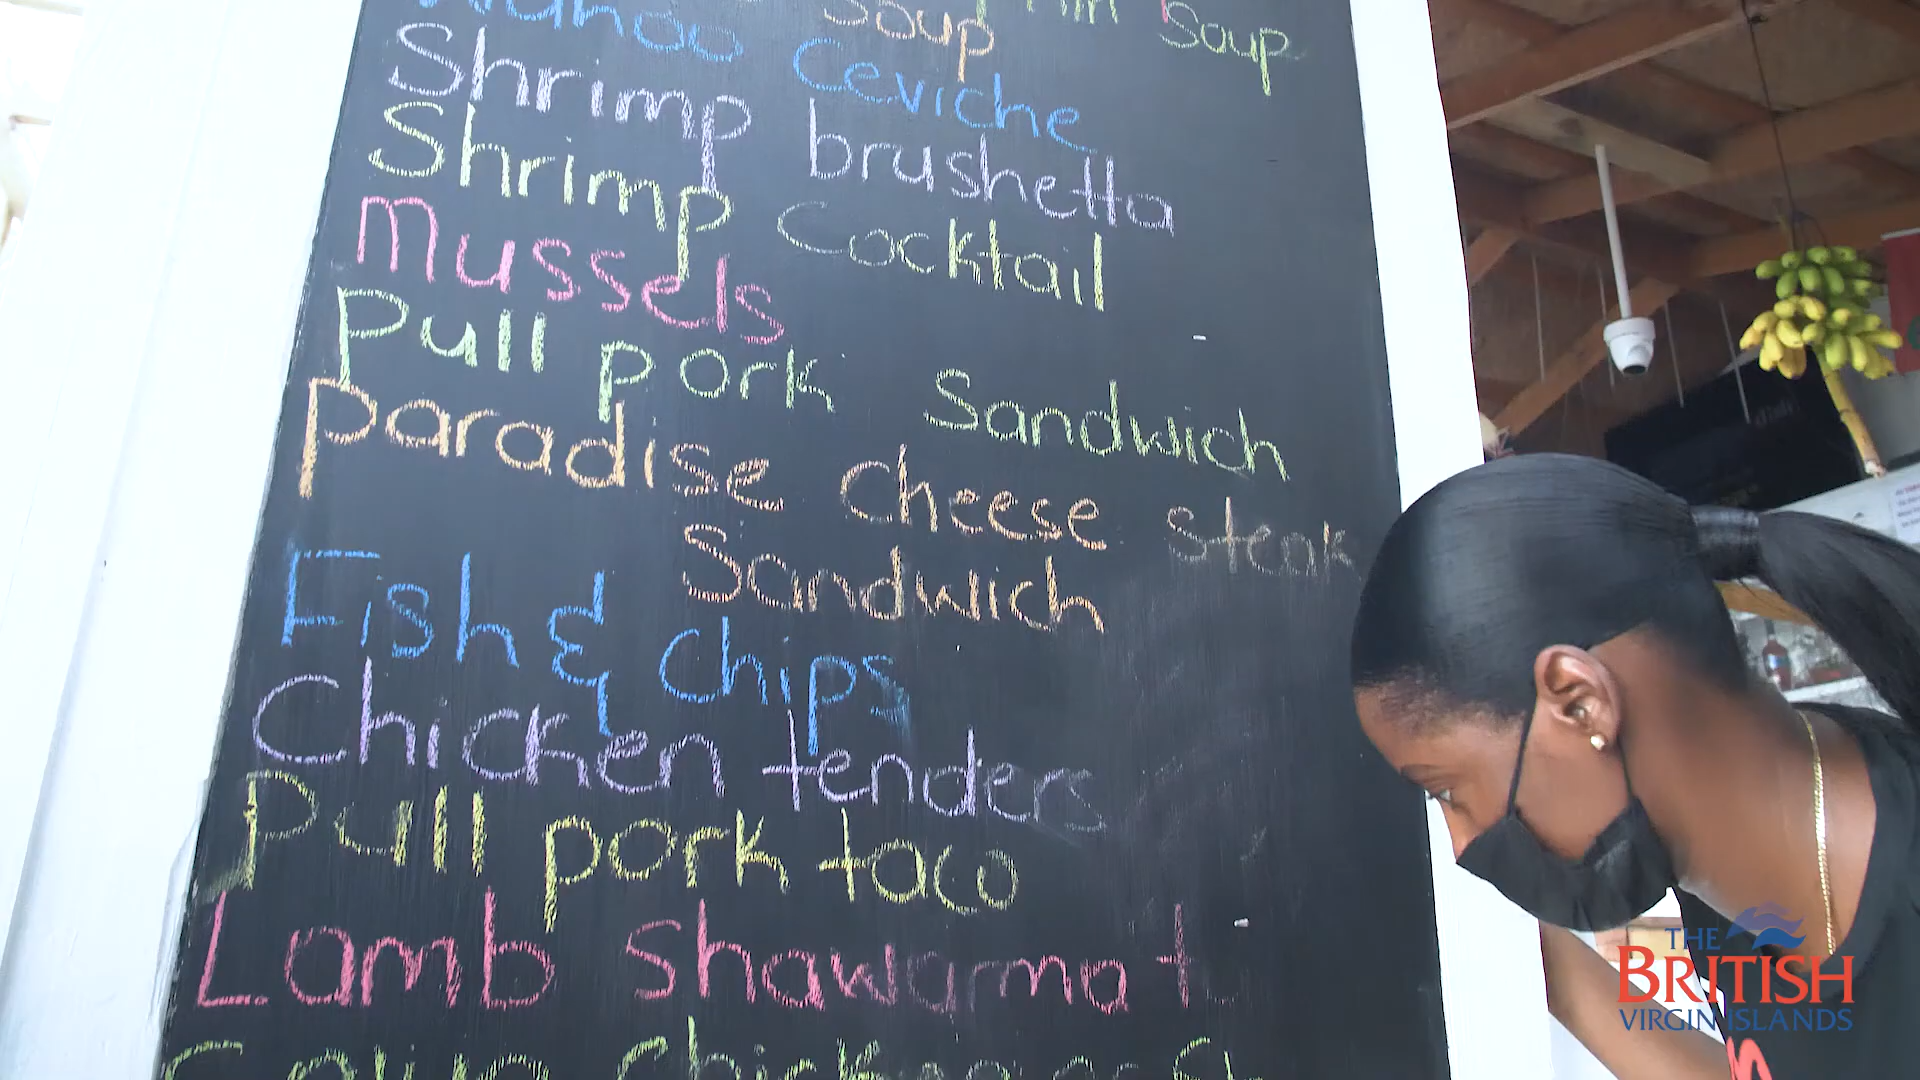 Soup Soup
Ceviche
Shrimp brushetta
Shrimp Cocktail
Mussels
Pull pork Sandwich
Paradise Cheese Steak
Sandwich
Fish & Chips
Chicken tenders
Pull pork taco
Lamb Shawarma t
THE
BRITISH
VIRGIN ISLANDS